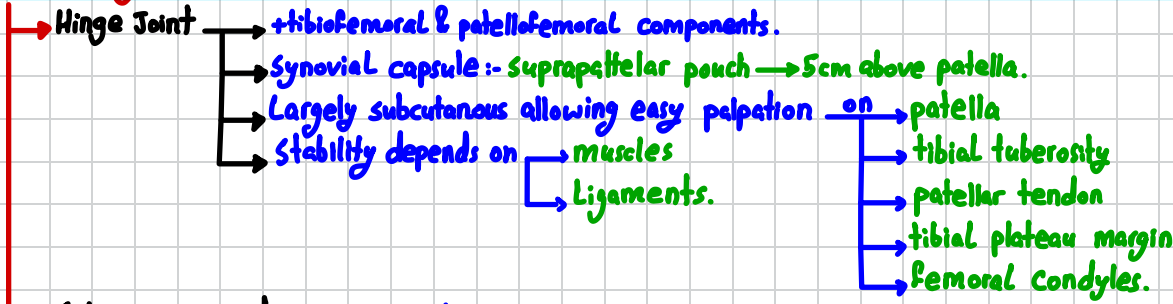 Hinge Joint
+tibiofemoral & patellofemoral components.
Synovial capsule :- suprapattelar pouch → 5cm above patella.
Largely subcutanous allowing easy palpation on patella
tibial tuberosity
patellar tendon
tibial plateau margin
femoral condyles.
Stability depends on muscles
Ligaments.